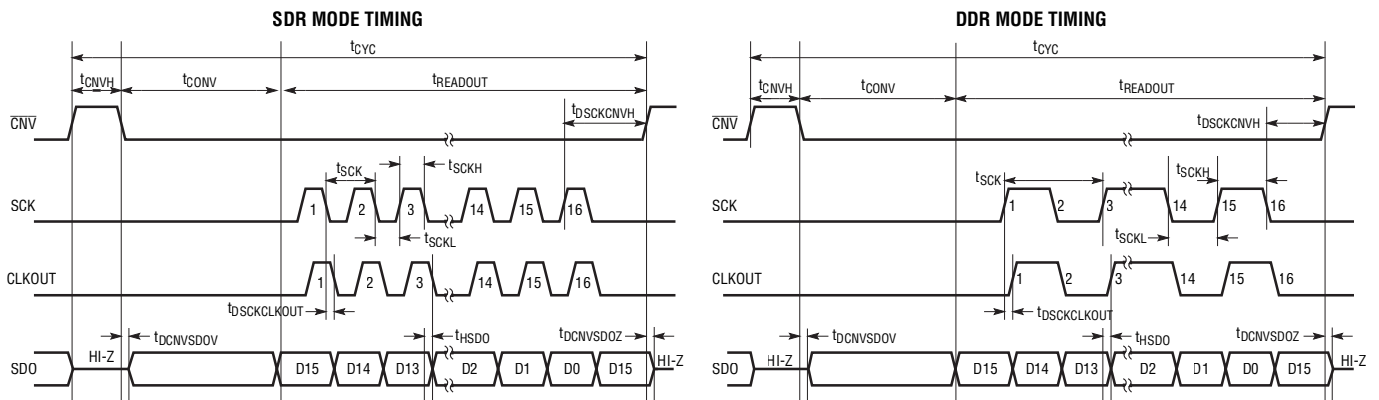 SDR MODE TIMING
tCYC
tCNVH
tCONV
tREADOUT
CNV
tDSCKCNVH
tSCK
tSCKH
SCK
1
2
3
14
15
16
tSCKL
CLKOUT
1
2
3
14
15
16
tDSCKCLKOUT
tDCNVSDOV
tHSDO
tDCNVSDOZ
SDO
HI-Z
D15
D14
D13
D2
D1
D0
D15
HI-Z
DDR MODE TIMING
tCYC
tCNVH
tCONV
tREADOUT
CNV
tDSCKCNVH
tSCK
tSCKH
SCK
1
2
3
14
15
16
tSCKL
CLKOUT
1
2
3
14
15
16
tDSCKCLKOUT
tDCNVSDOV
tHSDO
tDCNVSDOZ
SDO
HI-Z
D15
D14
D13
D2
D1
D0
D15
HI-Z